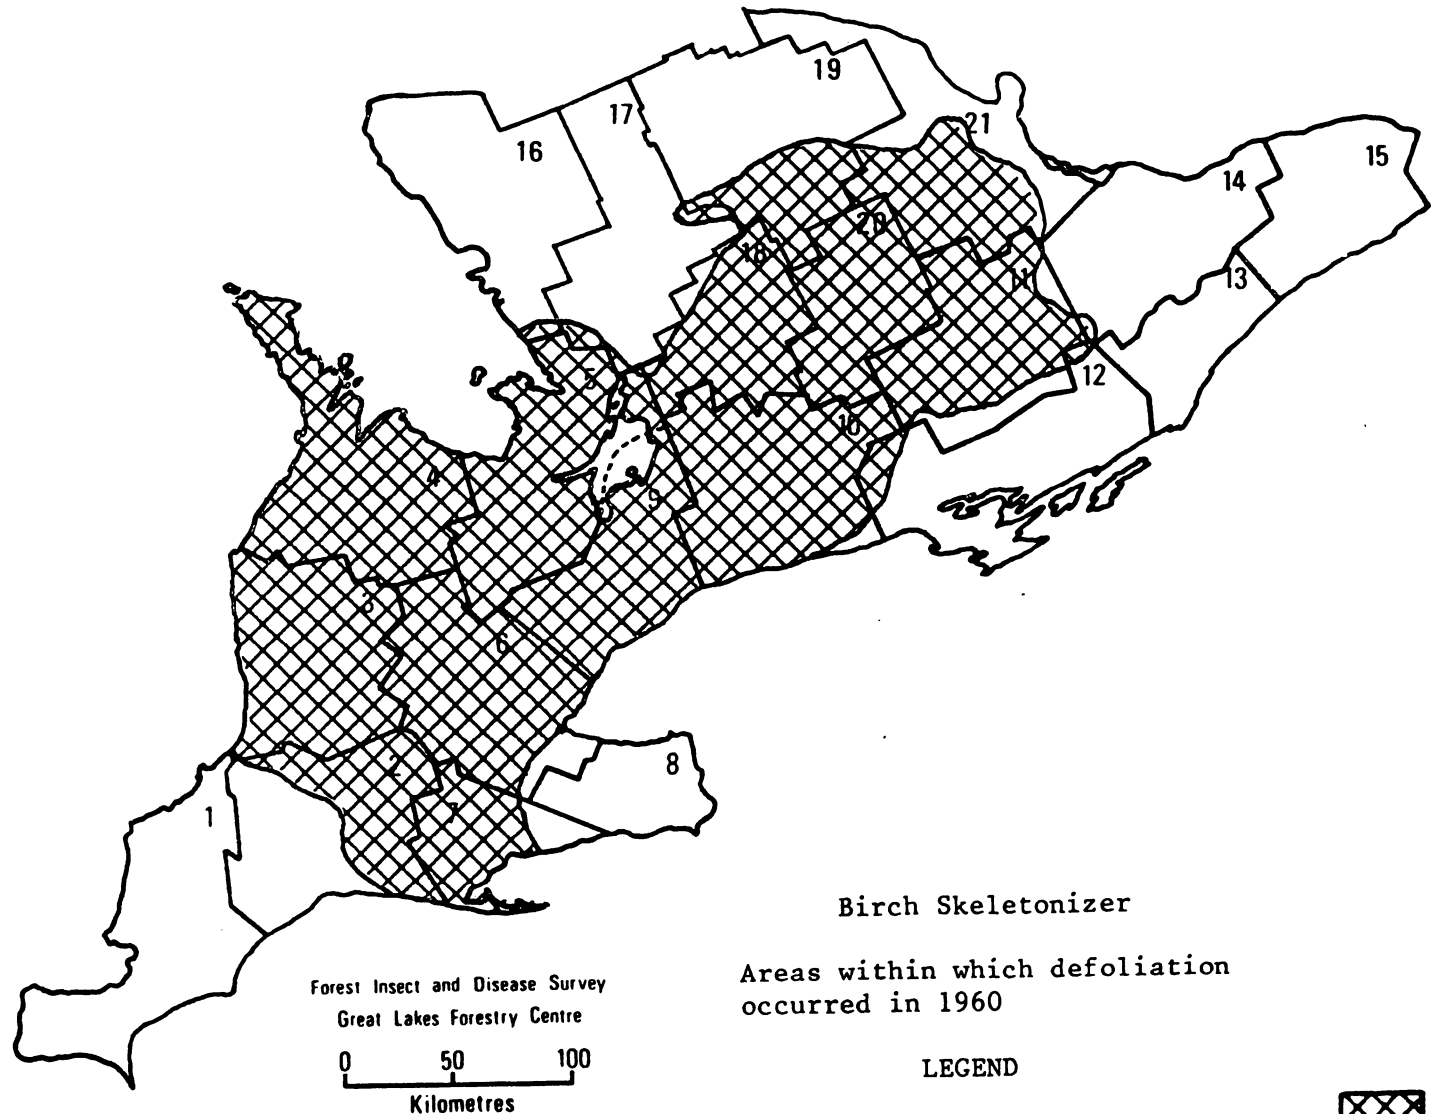 19
17
21
16
15
14
20
18
11
13
5
12
10
4
9
3
6
2
8
1
7
Birch Skeletonizer
Areas within which defoliation
occurred in 1960
LEGEND
Forest Insect and Disease Survey
Great Lakes Forestry Centre
0 50 100
Kilometres